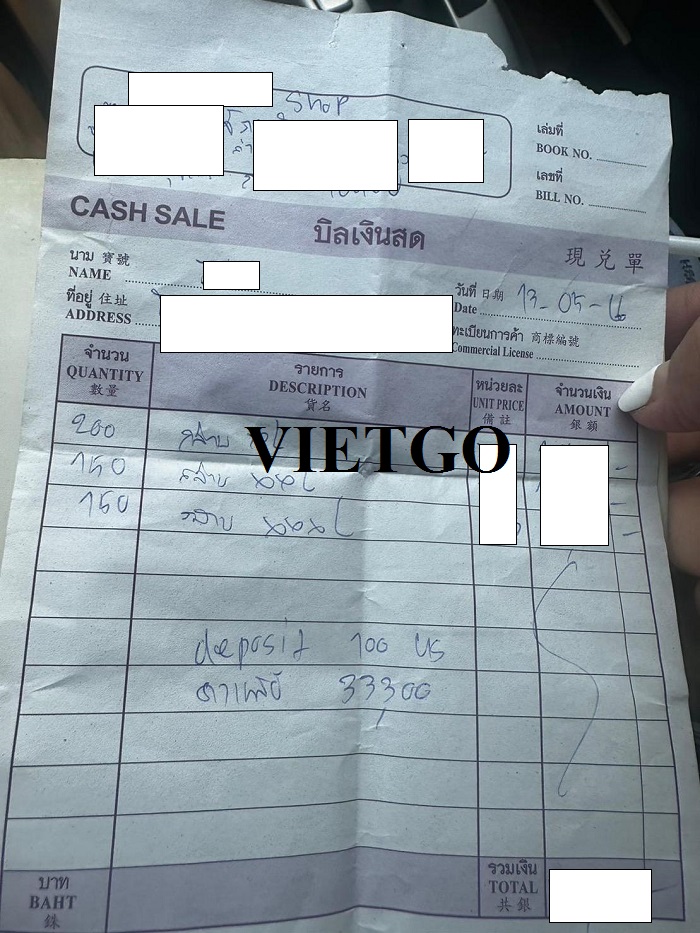 Shop
เล่มที่
BOOK NO.
เลขที่
BILL NO.
CASH SALE บิลเงินสด 現兌單
นาม 寶號
NAME
วันที่ 日期
Date 13-05-
ที่อยู่ 住址
ADDRESS
ทะเบียนการค้า 商標編號
Commercial License
จำนวน รายการ หน่วยละ จำนวนเงิน
QUANTITY DESCRIPTION UNIT PRICE AMOUNT
數量 貨名 備註 銀額
200
VIETGO
150 XXL
150 XXXL
deposit 100 US
33300
บาท รวมเงิน
BAHT TOTAL
銖 共銀